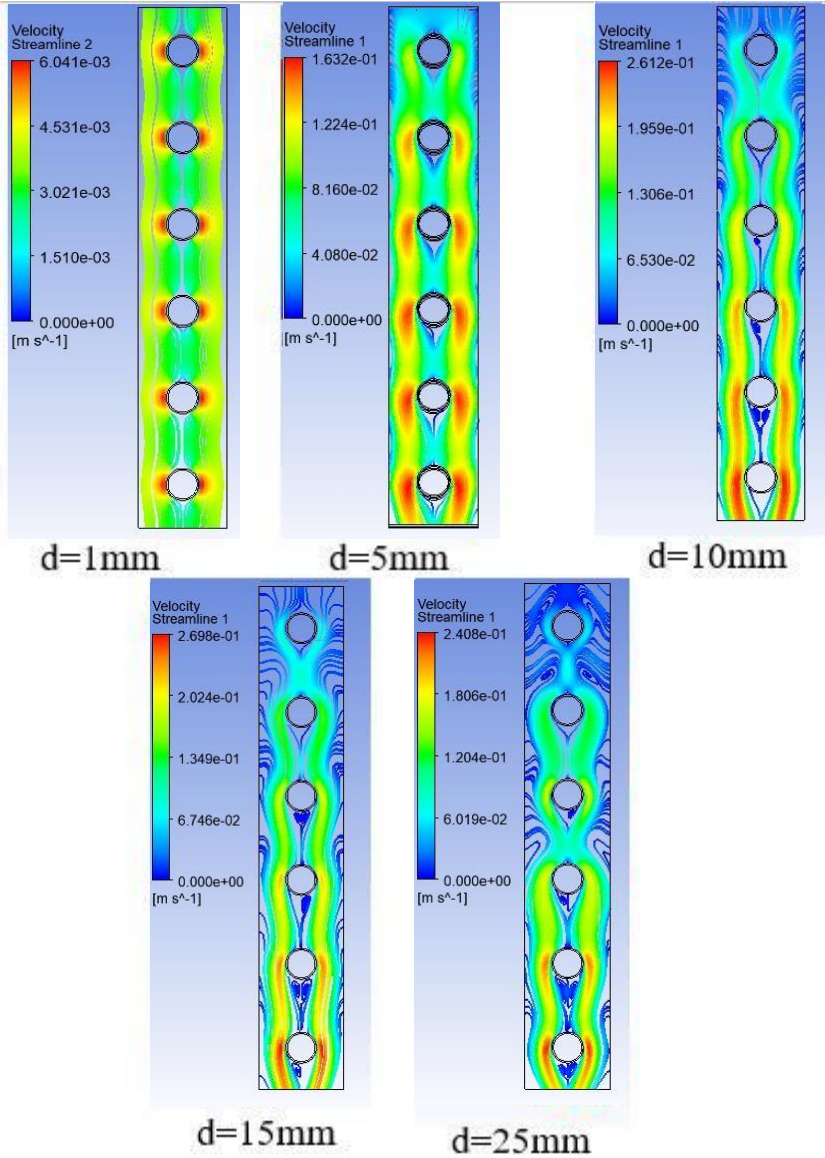 Velocity
Streamline 2
6.041e-03
4.531e-03
3.021e-03
1.510e-03
0.000e+00
[m s^-1]
d=1mm
Velocity
Streamline 1
1.632e-01
1.224e-01
8.160e-02
4.080e-02
0.000e+00
[m s^-1]
d=5mm
Velocity
Streamline 1
2.612e-01
1.959e-01
1.306e-01
6.530e-02
0.000e+00
[m s^-1]
d=10mm
Velocity
Streamline 1
2.698e-01
2.024e-01
1.349e-01
6.746e-02
0.000e+00
[m s^-1]
d=15mm
Velocity
Streamline 1
2.408e-01
1.806e-01
1.204e-01
6.019e-02
0.000e+00
[m s^-1]
d=25mm